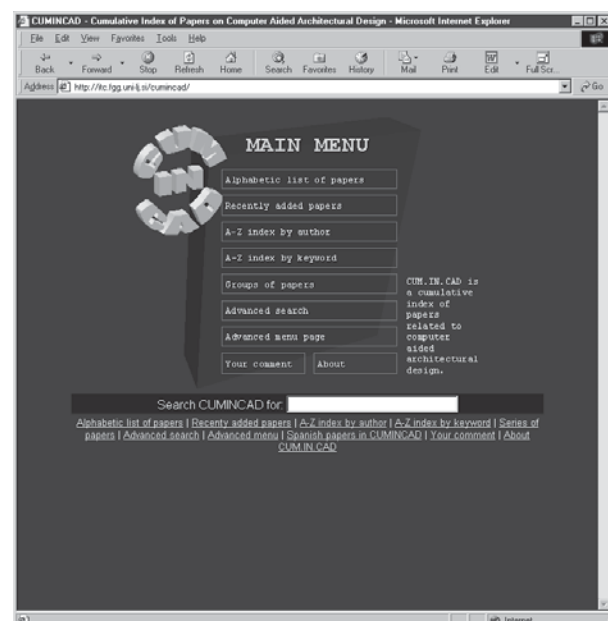 CUMINCAD - Cumulative Index of Papers on Computer Aided Architectural Design - Microsoft Internet Explorer
File Edit View Favorites Tools Help
Back Forward Stop Refresh Home Search Favorites History Mail Print Edit Full Scr...
Address http://itc.fgg.uni-lj.si/cumincad/ Go
CUM
IN
CAD
MAIN MENU
Alphabetic list of papers
Recently added papers
A-Z index by author
A-Z index by keyword
Groups of papers
Advanced search
Advanced menu page
Your comment About
CUM.IN.CAD is
a cumulative
index of
papers
related to
computer
aided
architectural
design.
Search CUMINCAD for:
Alphabetic list of papers | Recenty added papers | A-Z index by author | A-Z index by keyword | Series of
papers | Advanced search | Advanced menu | Spanish papers in CUMINCAD | Your comment | About
CUM.IN.CAD
Internet